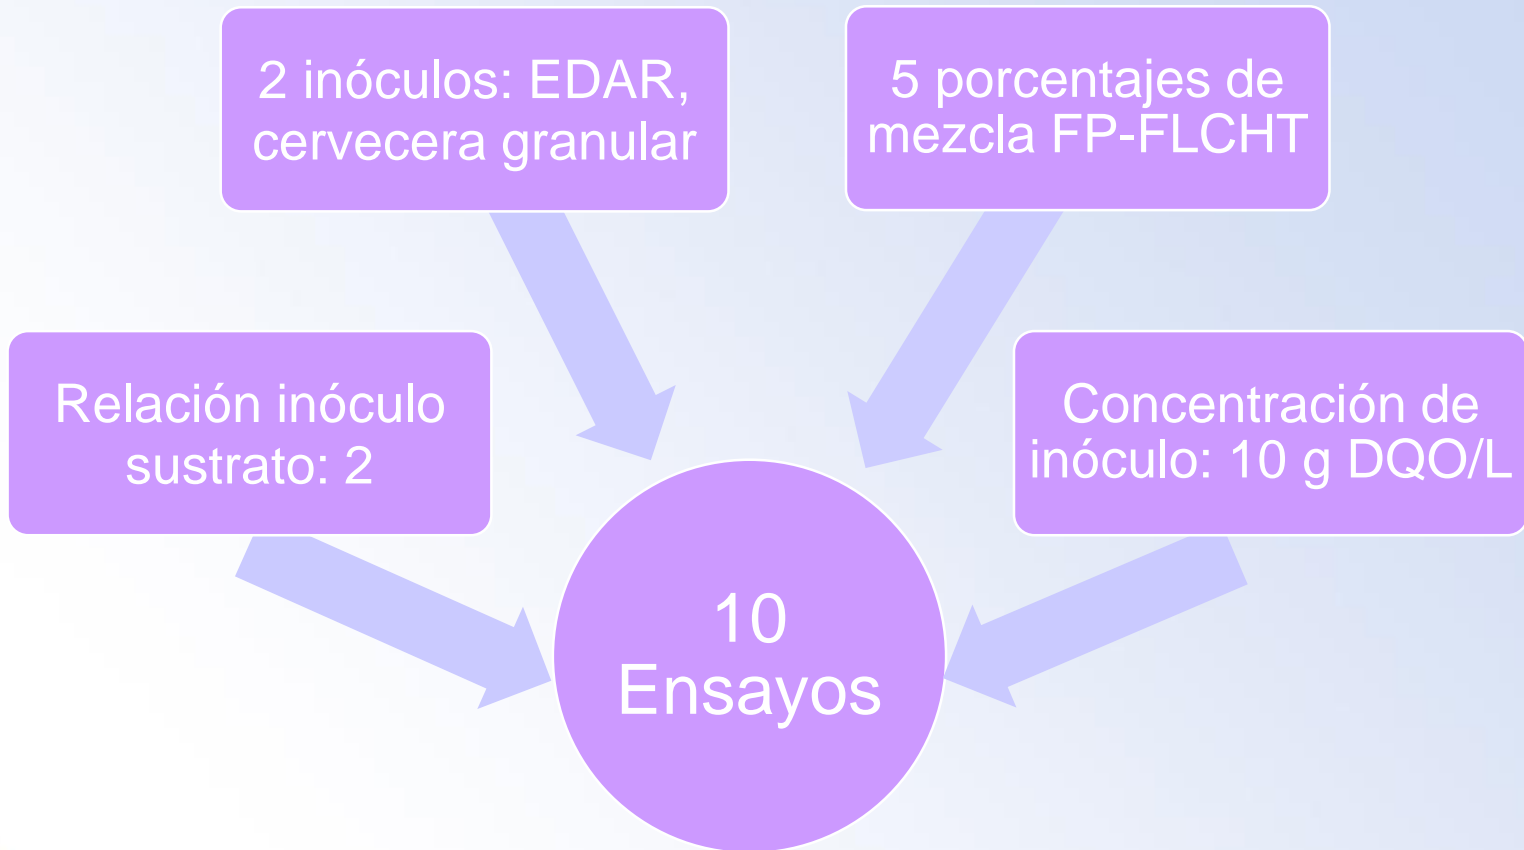 2 inóculos: EDAR,
cervecera granular
5 porcentajes de
mezcla FP-FLCHT
Relación inóculo
sustrato: 2
Concentración de
inóculo: 10 g DQO/L
10
Ensayos